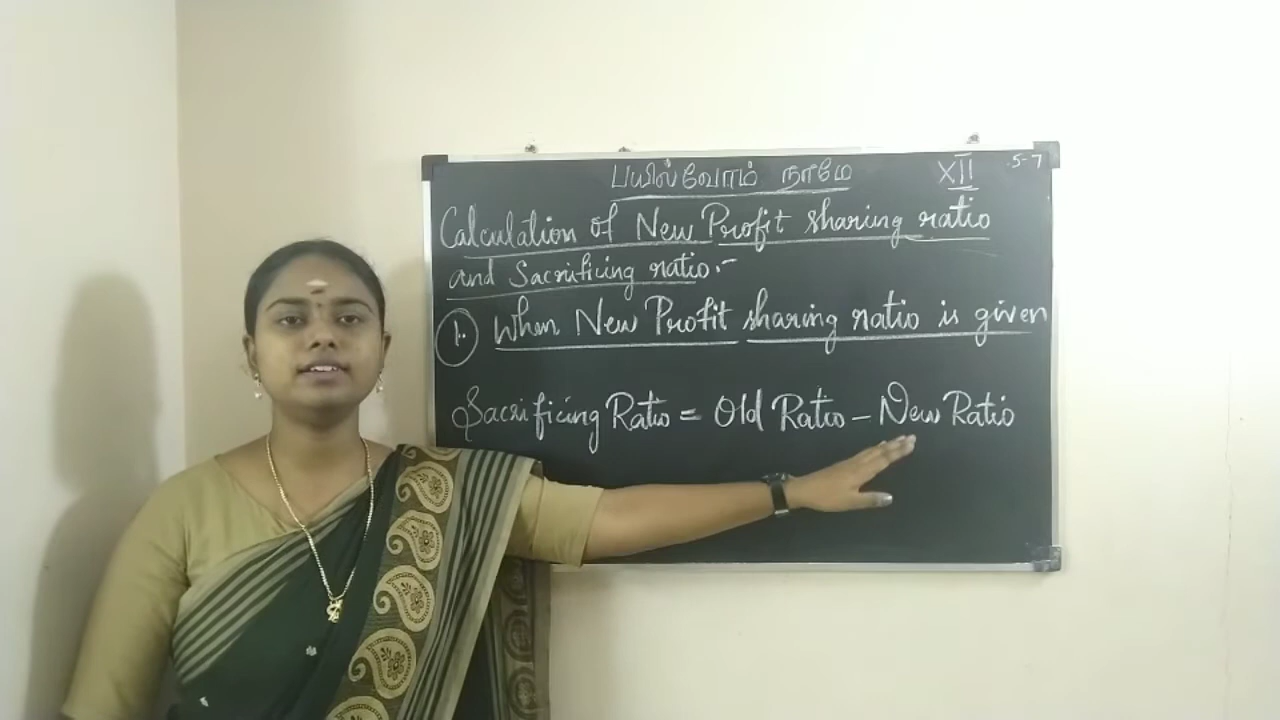 பயில்வோம் நாமே XII 5-7
Calculation of New Profit sharing ratio
and Sacrificing ratio:-
1. When New Profit sharing ratio is given
Sacrificing Ratio = Old Ratio - New Ratio